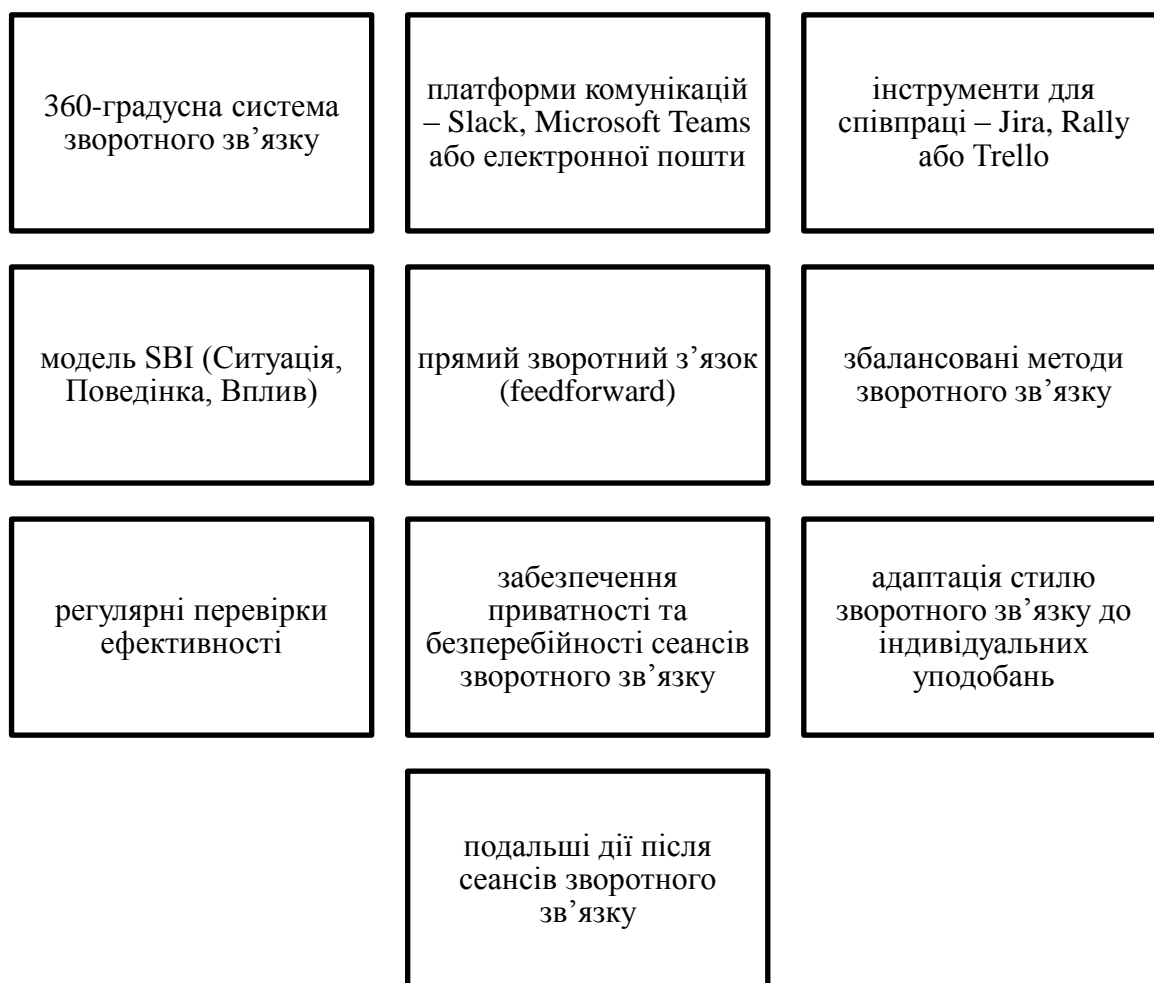 360-градусна система
зворотного зв’язку
платформи комунікацій
– Slack, Microsoft Teams
або електронної пошти
інструменти для
співпраці – Jira, Rally
або Trello
модель SBI (Ситуація,
Поведінка, Вплив)
прямий зворотний з’язок
(feedforward)
збалансовані методи
зворотного зв’язку
регулярні перевірки
ефективності
забезпечення
приватності та
безперебійності сеансів
зворотного зв’язку
адаптація стилю
зворотного зв’язку до
індивідуальних
уподобань
подальші дії після
сеансів зворотного
зв’язку